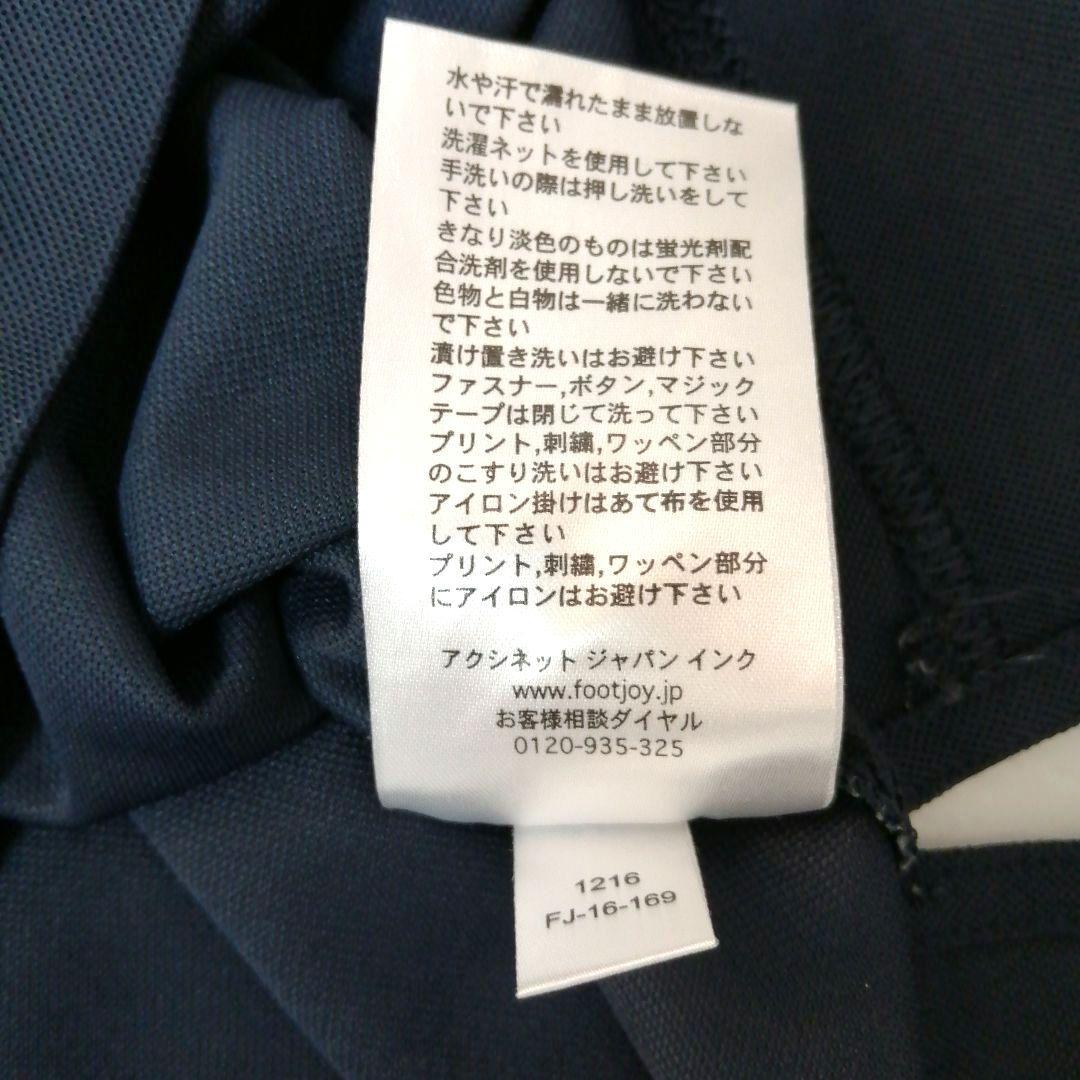 水や汗で濡れたまま放置しな
いで下さい
洗濯ネットを使用して下さい
手洗いの際は押し洗いをして
下さい
きなり淡色のものは蛍光剤配
合洗剤を使用しないで下さい
色物と白物は一緒に洗わない
で下さい
漬け置き洗いはお避け下さい
ファスナー,ボタン,マジック
テープは閉じて洗って下さい
プリント,刺繍,ワッペン部分
のこすり洗いはお避け下さい
アイロン掛けはあて布を使用
して下さい
プリント,刺繍,ワッペン部分
にアイロンはお避け下さい
アクシネット ジャパン インク
www.footjoy.jp
お客様相談ダイヤル
0120-935-325
1216
FJ-16-169